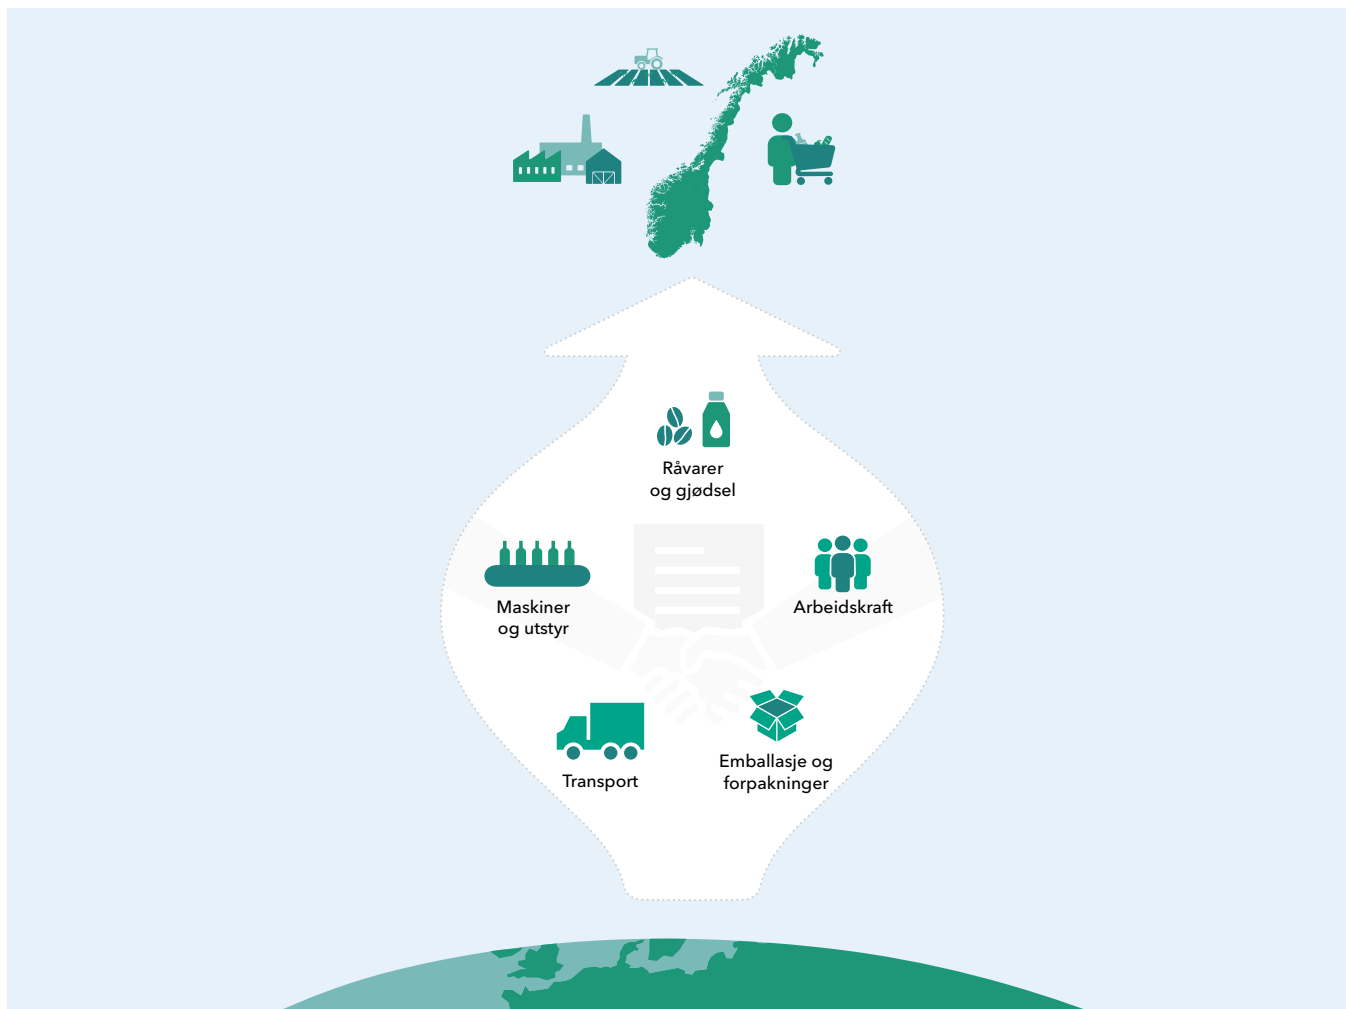 Råvarer
og gjødsel
Maskiner
og utstyr
Arbeidskraft
Transport
Emballasje og
forpakninger